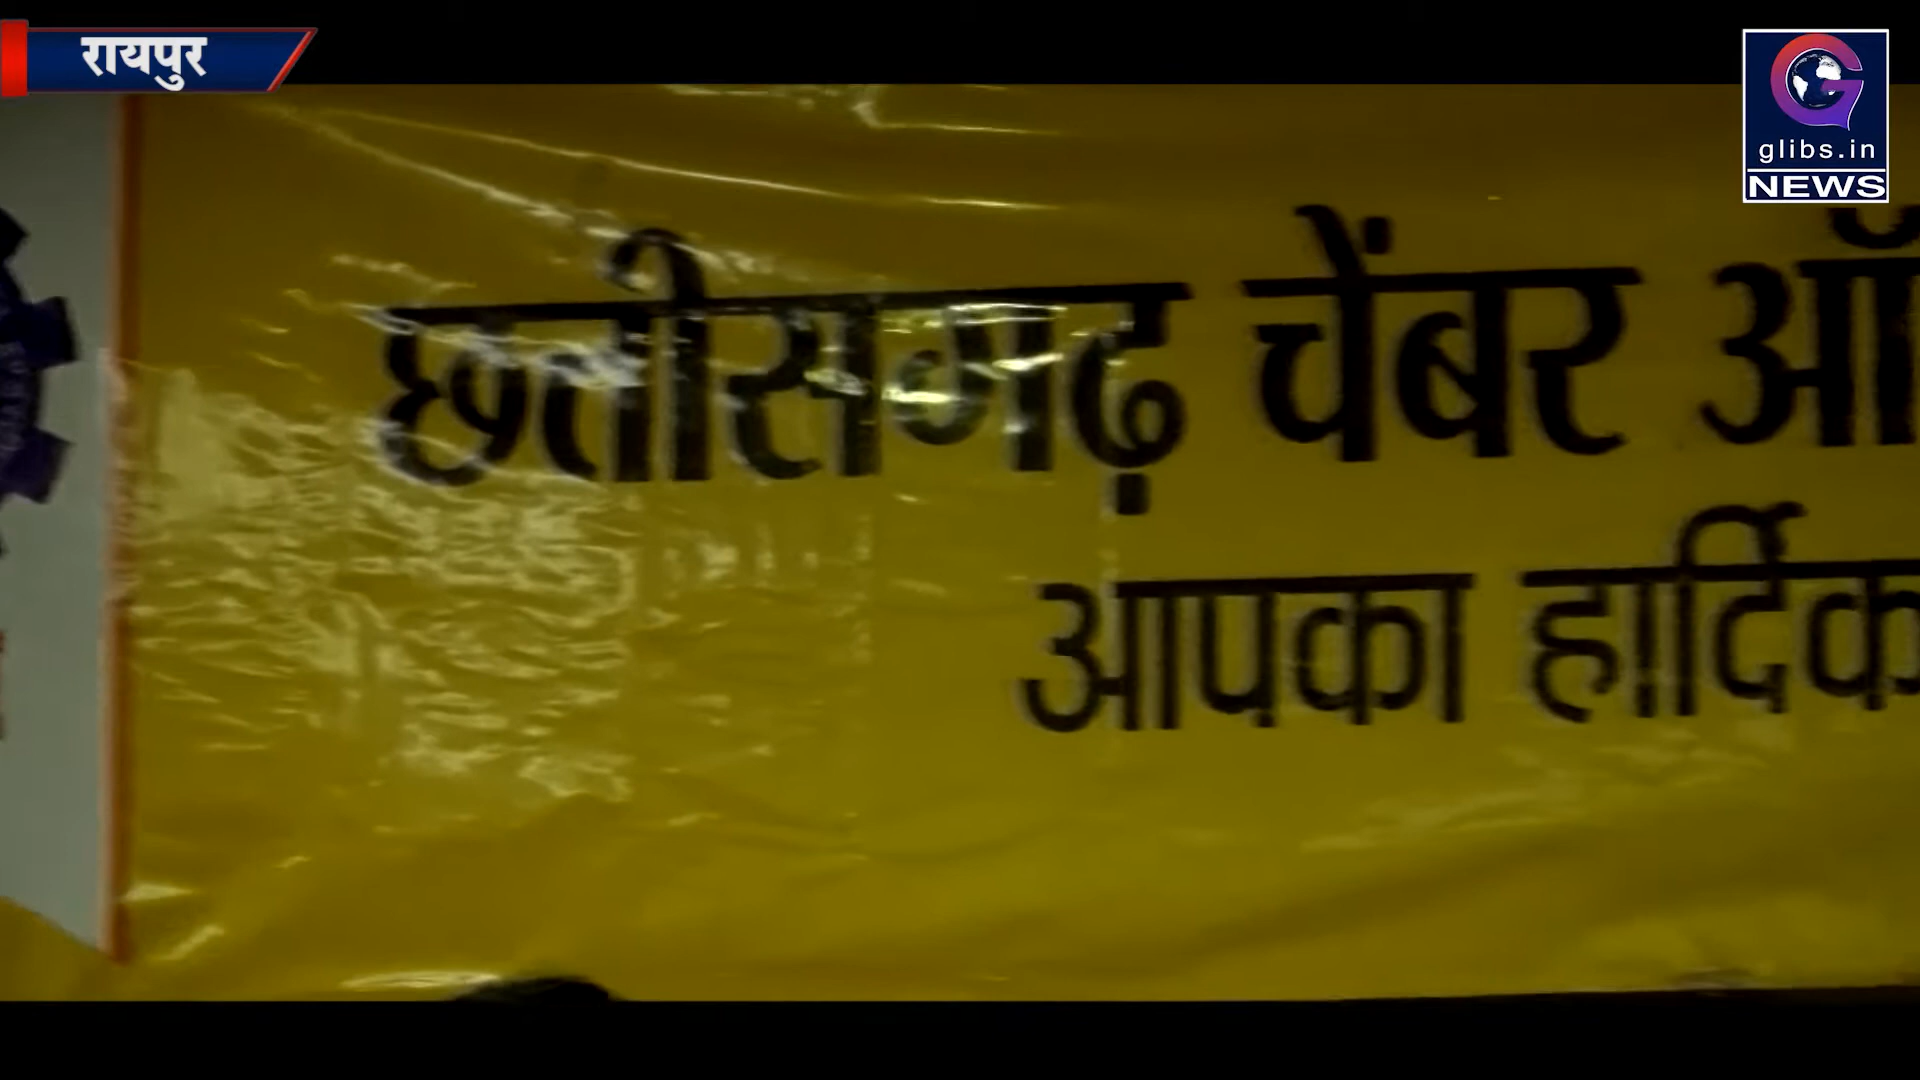 रायपुर
glibs.in
NEWS
छत्तीसगढ़ चेंबर ऑ
आपका हार्दिक